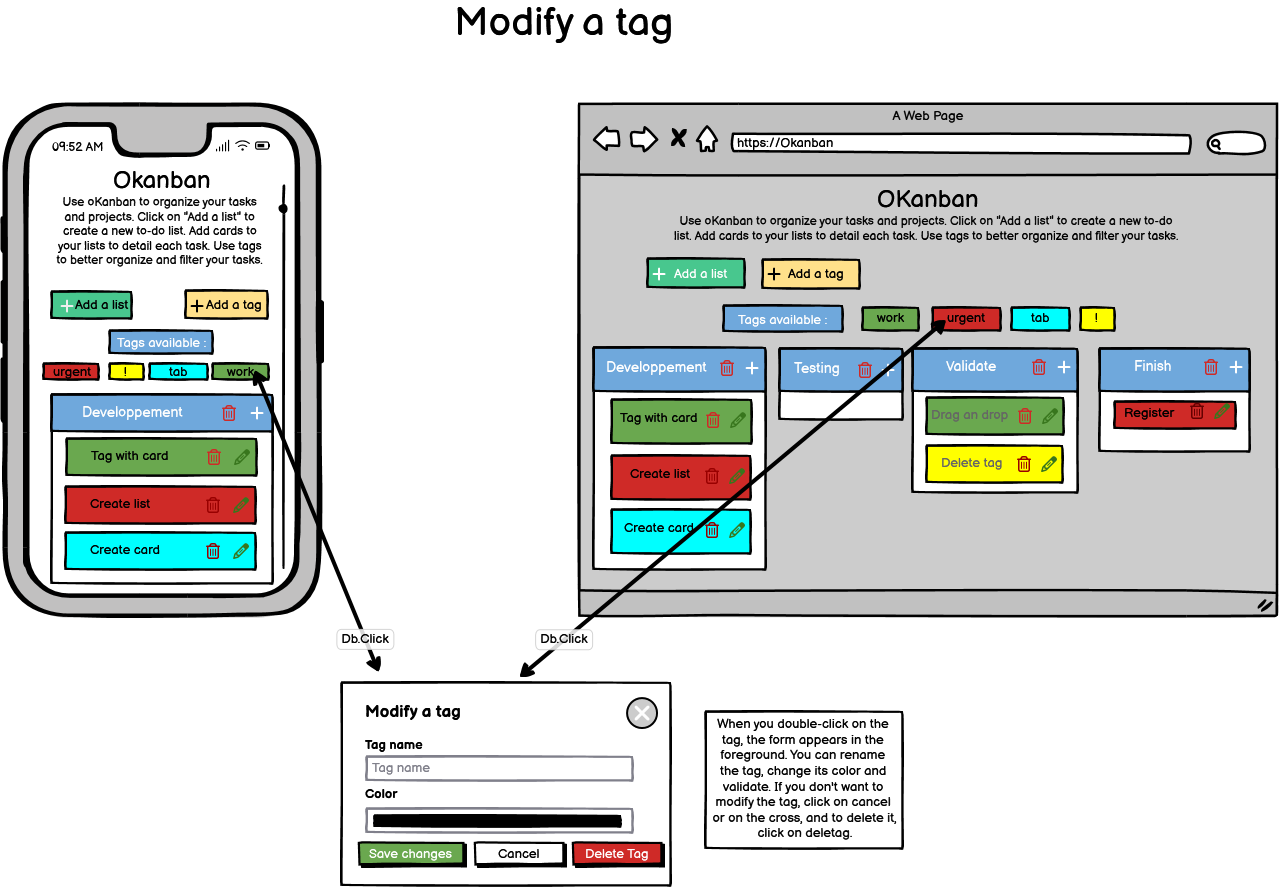 Modify a tag
09:52 AM
Okanban
Use oKanban to organize your tasks
and projects. Click on "Add a list" to
create a new to-do list. Add cards to
your lists to detail each task. Use tags
to better organize and filter your tasks.
Add a list
Add a tag
Tags available :
urgent
!
tab
work
Developpement
Tag with card
Create list
Create card
A Web Page
https://Okanban
OKanban
Use oKanban to organize your tasks and projects. Click on "Add a list" to create a new to-do
list. Add cards to your lists to detail each task. Use tags to better organize and filter your tasks.
Add a list
Add a tag
Tags available :
work
urgent
tab
!
Developpement
Testing
Validate
Finish
Tag with card
Create list
Create card
Drag an drop
Delete tag
Register
Db.Click
Db.Click
Modify a tag
Tag name
Tag name
Color
Save changes
Cancel
Delete Tag
When you double-click on the
tag, the form appears in the
foreground. You can rename
the tag, change its color and
validate. If you don't want to
modify the tag, click on cancel
or on the cross, and to delete it,
click on deletag.